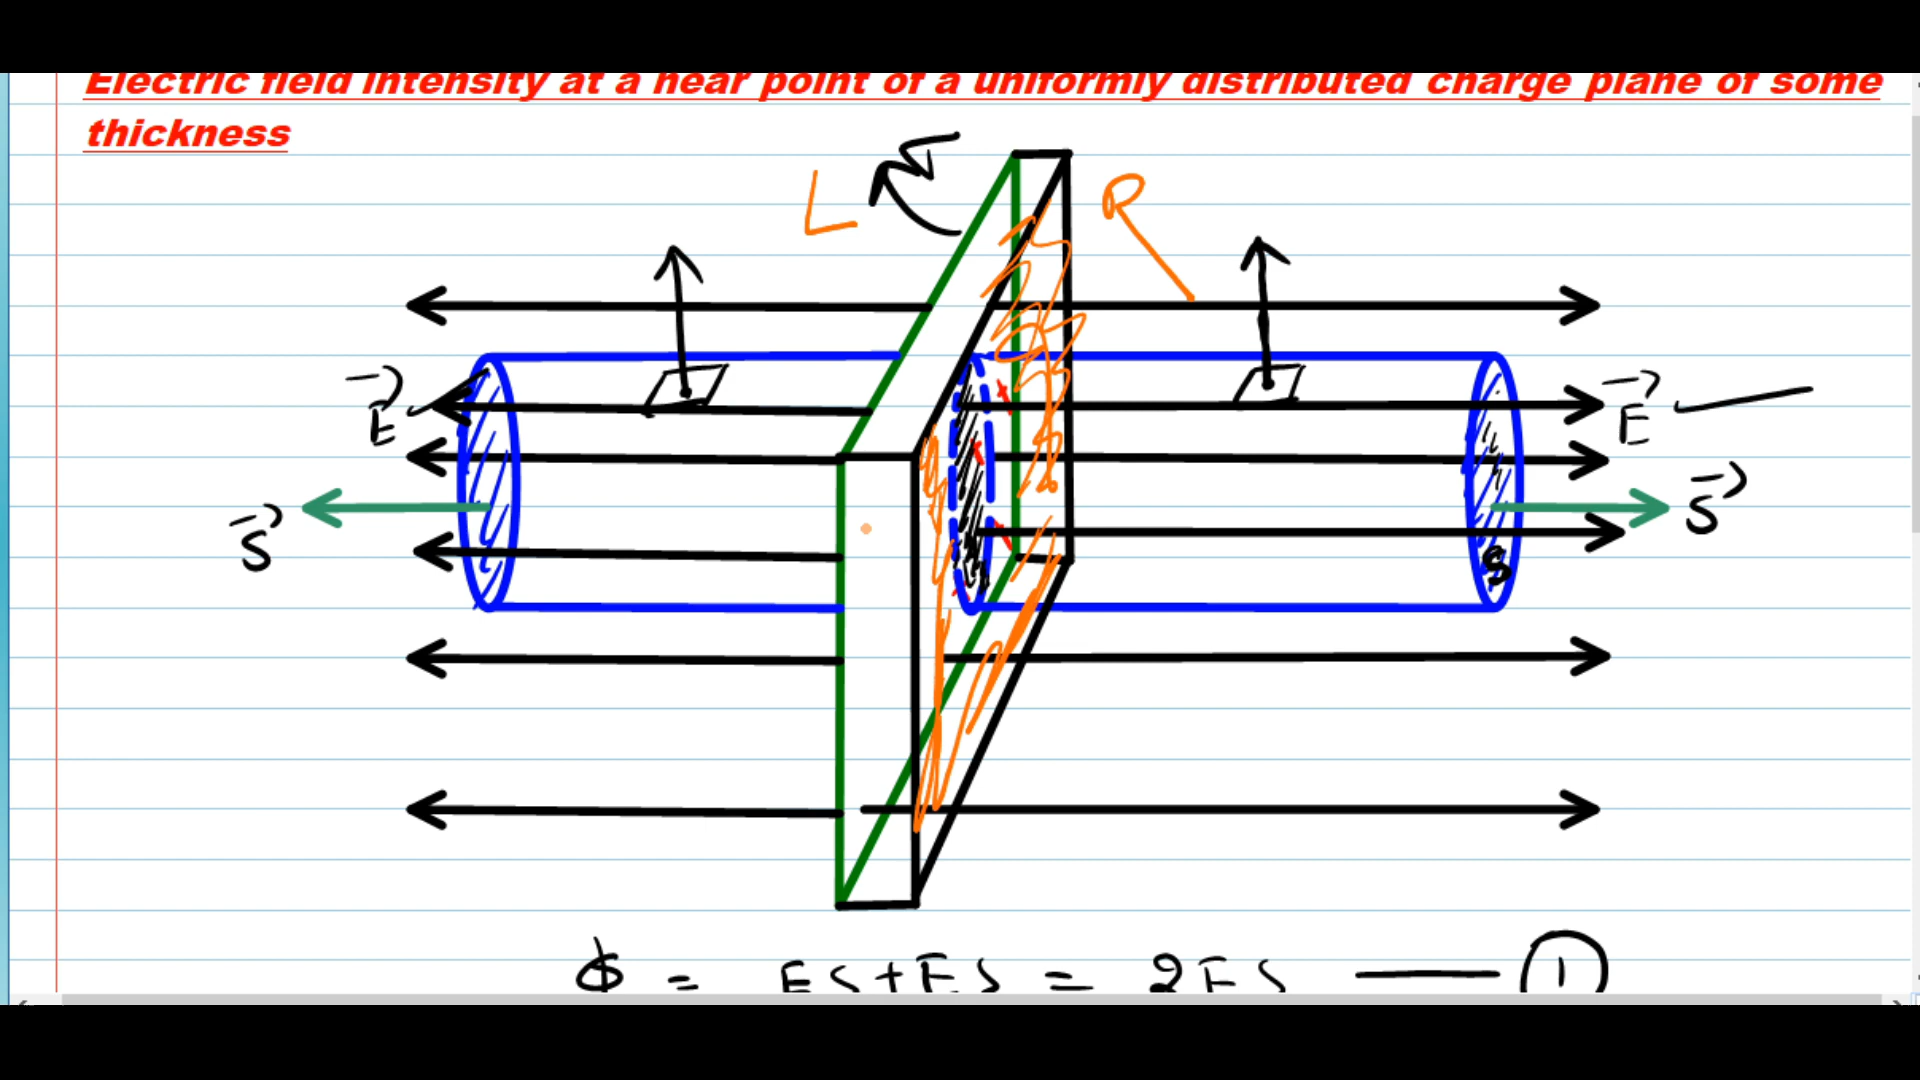 Electric field intensity at a near point of a uniformly distributed charge plane of some
thickness
L
R
E
E
S
S
S
ϕ = ES+ES = 2ES — 1